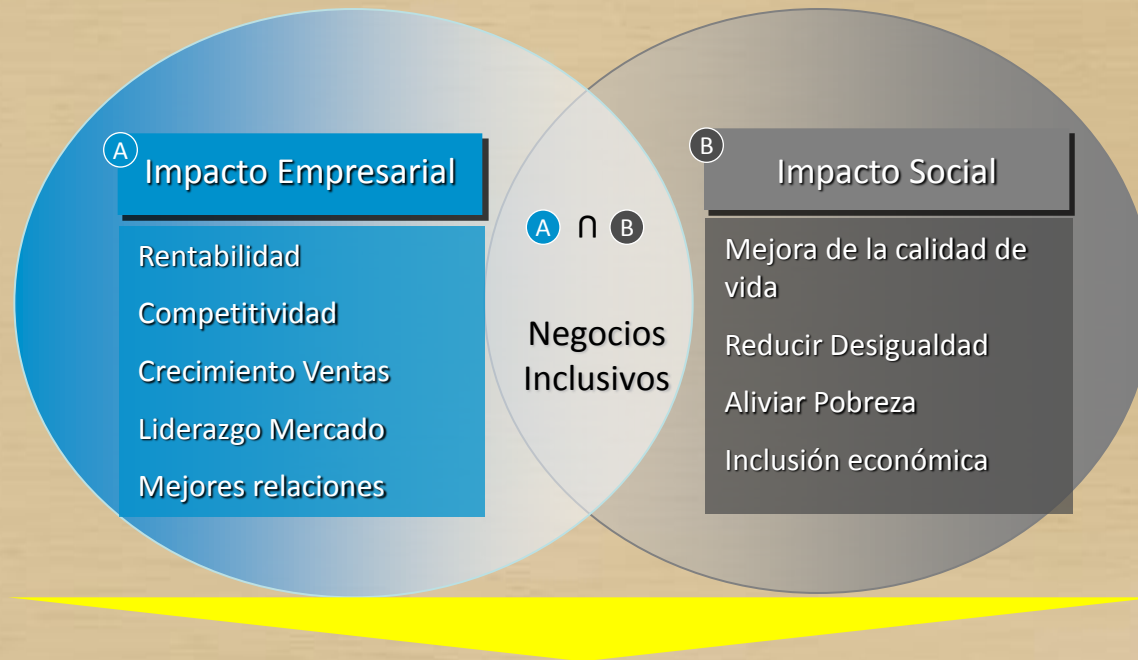 A
Impacto Empresarial
Rentabilidad
Competitividad
Crecimiento Ventas
Liderazgo Mercado
Mejores relaciones
A ∩ B
Negocios
Inclusivos
B
Impacto Social
Mejora de la calidad de
vida
Reducir Desigualdad
Aliviar Pobreza
Inclusión económica